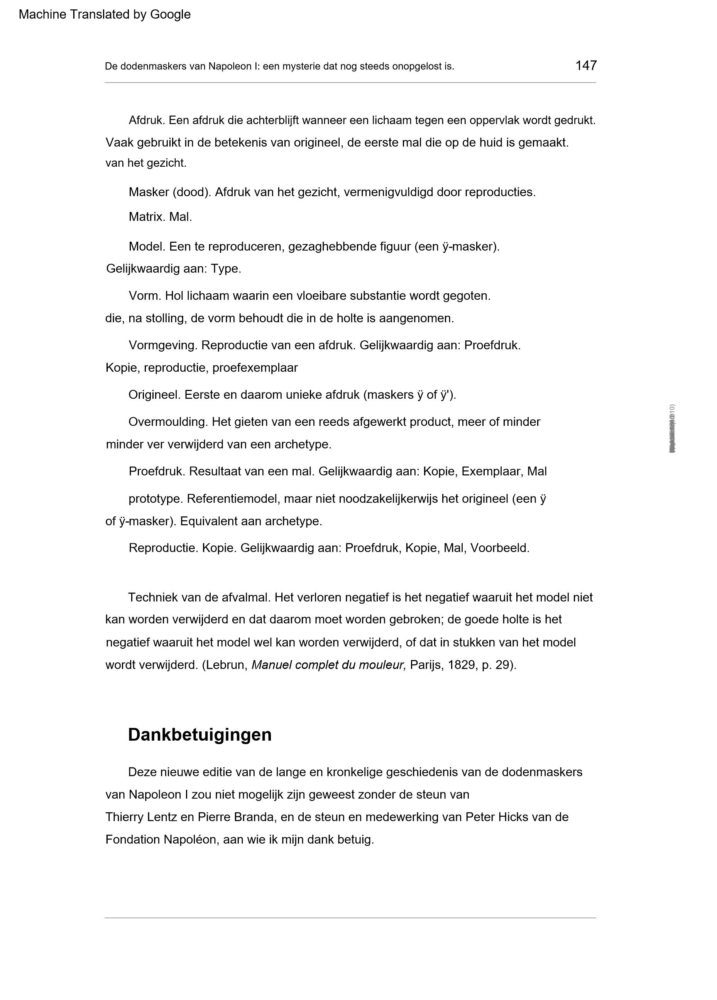 Machine Translated by Google
De dodenmaskers van Napoleon I: een mysterie dat nog steeds onopgelost is. 147
Afdruk. Een afdruk die achterblijft wanneer een lichaam tegen een oppervlak wordt gedrukt.
Vaak gebruikt in de betekenis van origineel, de eerste mal die op de huid is gemaakt.
van het gezicht.
Masker (dood). Afdruk van het gezicht, vermenigvuldigd door reproducties.
Matrix. Mal.
Model. Een te reproduceren, gezaghebbende figuur (een ÿ-masker).
Gelijkwaardig aan: Type.
Vorm. Hol lichaam waarin een vloeibare substantie wordt gegoten.
die, na stolling, de vorm behoudt die in de holte is aangenomen.
Vormgeving. Reproductie van een afdruk. Gelijkwaardig aan: Proefdruk.
Kopie, reproductie, proefexemplaar
Origineel. Eerste en daarom unieke afdruk (maskers ÿ of ÿ').
Overmoulding. Het gieten van een reeds afgewerkt product, meer of minder
minder ver verwijderd van een archetype.
Proefdruk. Resultaat van een mal. Gelijkwaardig aan: Kopie, Exemplaar, Mal
prototype. Referentiemodel, maar niet noodzakelijkerwijs het origineel (een ÿ
of ÿ-masker). Equivalent aan archetype.
Reproductie. Kopie. Gelijkwaardig aan: Proefdruk, Kopie, Mal, Voorbeeld.
Techniek van de afvalmal. Het verloren negatief is het negatief waaruit het model niet
kan worden verwijderd en dat daarom moet worden gebroken; de goede holte is het
negatief waaruit het model wel kan worden verwijderd, of dat in stukken van het model
wordt verwijderd. (Lebrun, Manuel complet du mouleur, Parijs, 1829, p. 29).
Dankbetuigingen
Deze nieuwe editie van de lange en kronkelige geschiedenis van de dodenmaskers
van Napoleon I zou niet mogelijk zijn geweest zonder de steun van
Thierry Lentz en Pierre Branda, en de steun en medewerking van Peter Hicks van de
Fondation Napoléon, aan wie ik mijn dank betuig.